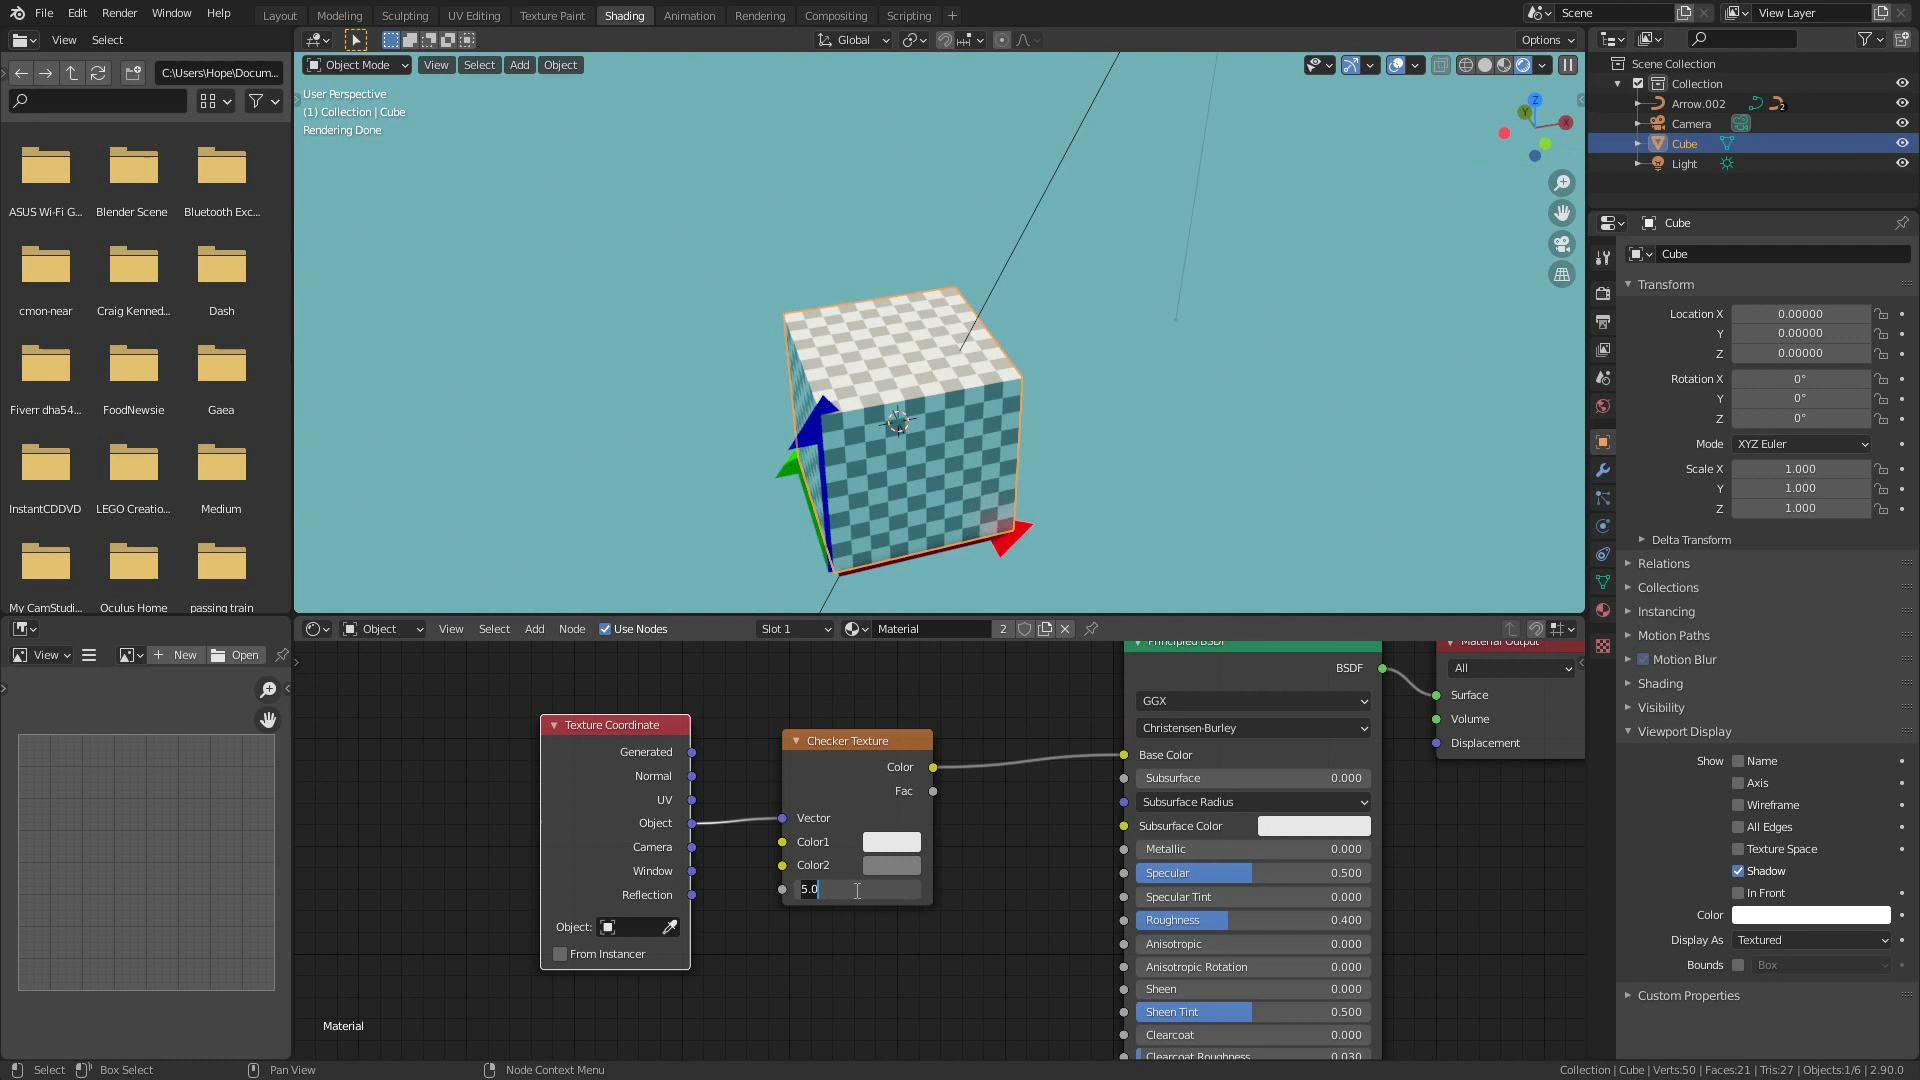 File Edit Render Window Help
Layout Modeling Sculpting UV Editing Texture Paint Shading Animation Rendering Compositing Scripting +
Scene
View Layer
View Select
Global
Options
C:\Users\Hope\Docum...
Object Mode View Select Add Object
User Perspective
(1) Collection | Cube
Rendering Done
Z
Y
X
ASUS Wi-Fi G... Blender Scene Bluetooth Exc...
cmon-near Craig Kenned... Dash
Fiverr dha54... FoodNewsie Gaea
InstantCDDVD LEGO Creatio... Medium
My CamStudi... Oculus Home passing train
Scene Collection
Collection
Arrow.002
2
Camera
Cube
Light
Cube
Cube
Transform
Location X 0.00000
Y 0.00000
Z 0.00000
Rotation X 0°
Y 0°
Z 0°
Mode XYZ Euler
Scale X 1.000
Y 1.000
Z 1.000
Delta Transform
Relations
Collections
Instancing
Motion Paths
Motion Blur
Shading
Visibility
Viewport Display
Show Name
Axis
Wireframe
All Edges
Texture Space
Shadow
In Front
Color
Display As Textured
Bounds Box
Custom Properties
View New Open
Object View Select Add Node Use Nodes Slot 1 Material 2
Texture Coordinate
Generated
Normal
UV
Object
Camera
Window
Reflection
Object:
From Instancer
Checker Texture
Color
Fac
Vector
Color1
Color2
5.0
Principled BSDF
BSDF
GGX
Christensen-Burley
Base Color
Subsurface 0.000
Subsurface Radius
Subsurface Color
Metallic 0.000
Specular 0.500
Specular Tint 0.000
Roughness 0.400
Anisotropic 0.000
Anisotropic Rotation 0.000
Sheen 0.000
Sheen Tint 0.500
Clearcoat 0.000
Clearcoat Roughness 0.030
Material Output
All
Surface
Volume
Displacement
Material
Select Box Select Pan View Node Context Menu
Collection | Cube | Verts:50 | Faces:21 | Tris:27 | Objects:1/6 | 2.90.0